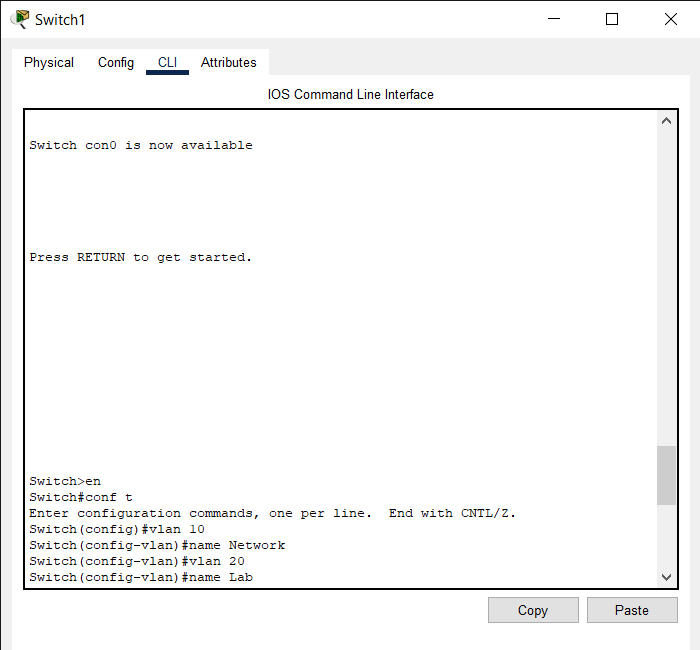 Switch1
Physical Config CLI Attributes
IOS Command Line Interface
Switch con0 is now available
Press RETURN to get started.
Switch>en
Switch#conf t
Enter configuration commands, one per line.  End with CNTL/Z.
Switch(config)#vlan 10
Switch(config-vlan)#name Network
Switch(config-vlan)#vlan 20
Switch(config-vlan)#name Lab
Copy Paste